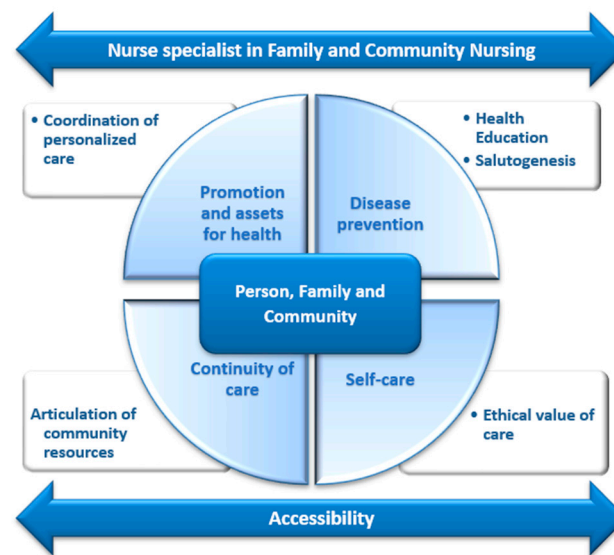 Nurse specialist in Family and Community Nursing
• Coordination of
personalized
care
• Health
Education
• Salutogenesis
Promotion
and assets
for health
Disease
prevention
Person, Family and
Community
Continuity of
care
Self-care
Articulation of
community
resources
• Ethical value of
care
Accessibility